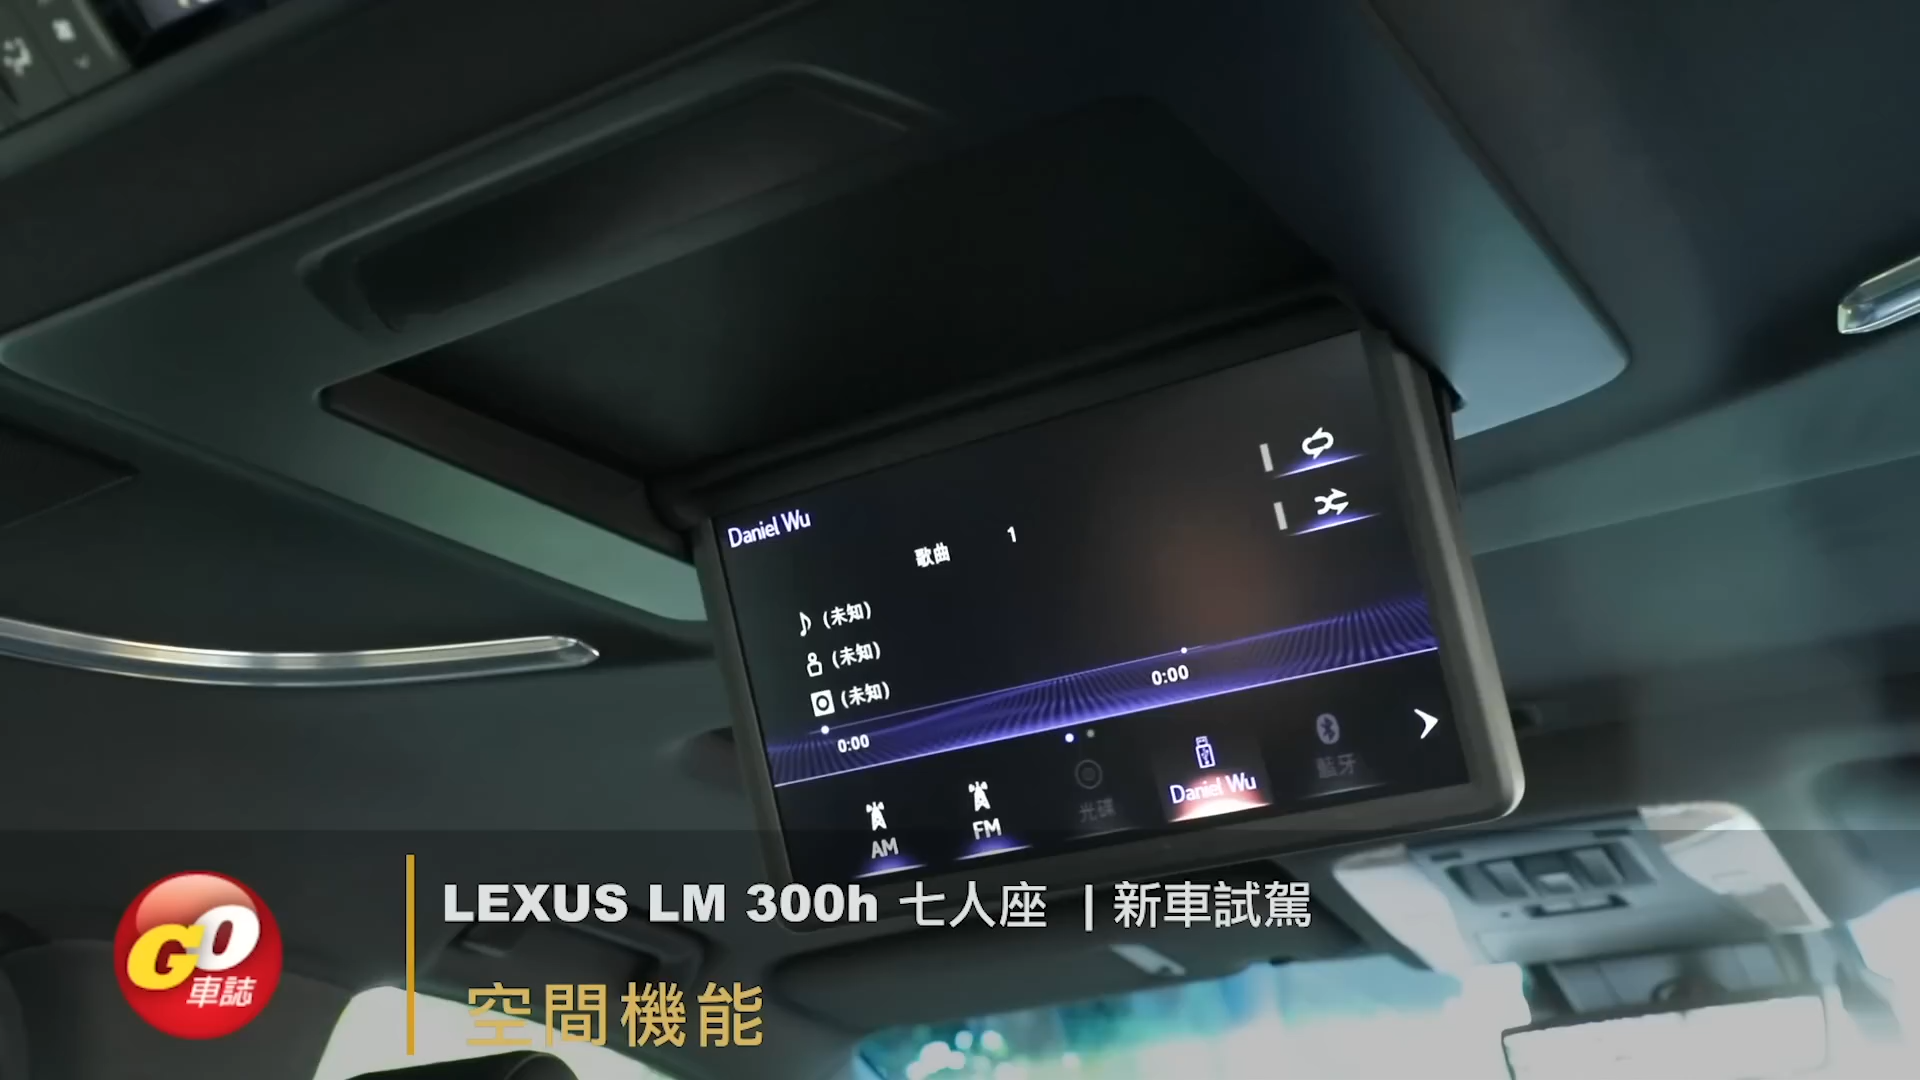 Daniel Wu
歌曲 1
(未知)
(未知)
(未知)
0:00
0:00
AM
FM
光碟
Daniel Wu
藍牙
GO
車誌
LEXUS LM 300h 七人座 | 新車試駕
空間機能